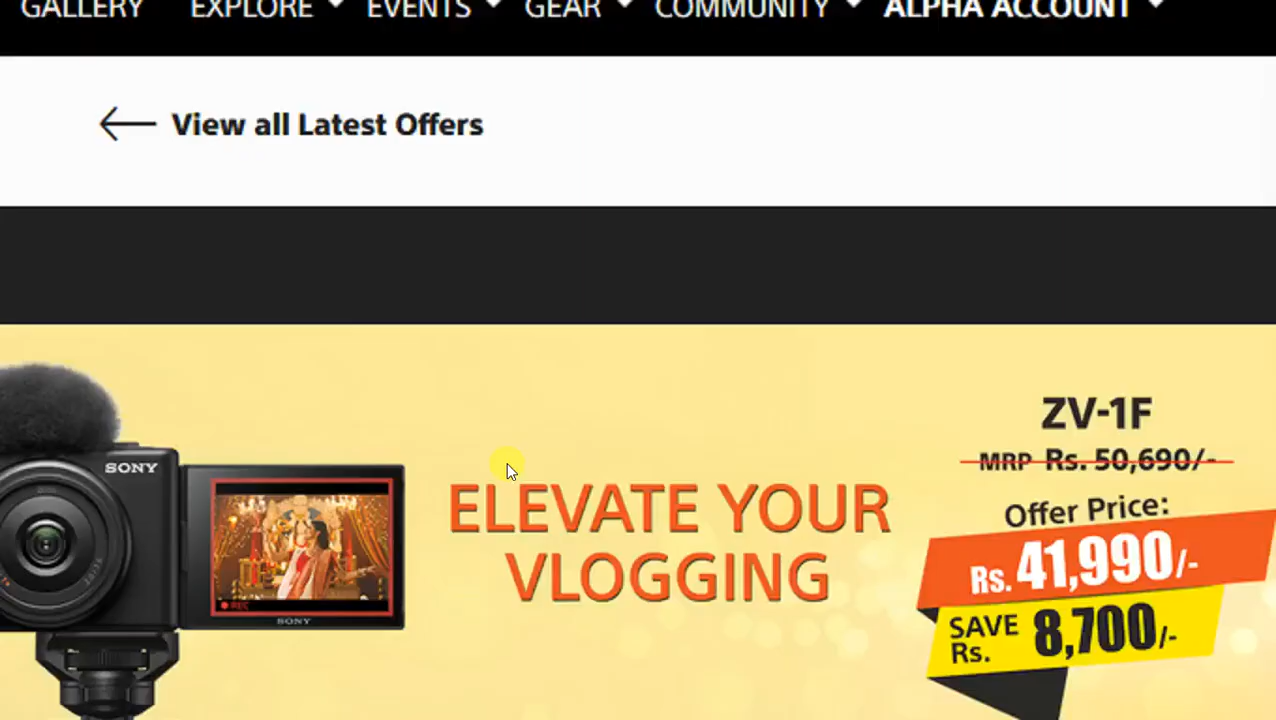 GALLERY EXPLORE EVENTS GEAR COMMUNITY ALPHA ACCOUNT
View all Latest Offers
SONY
REC
SONY
ELEVATE YOUR
VLOGGING
ZV-1F
MRP Rs. 50,690/-
Offer Price:
Rs. 41,990/-
SAVE Rs. 8,700/-